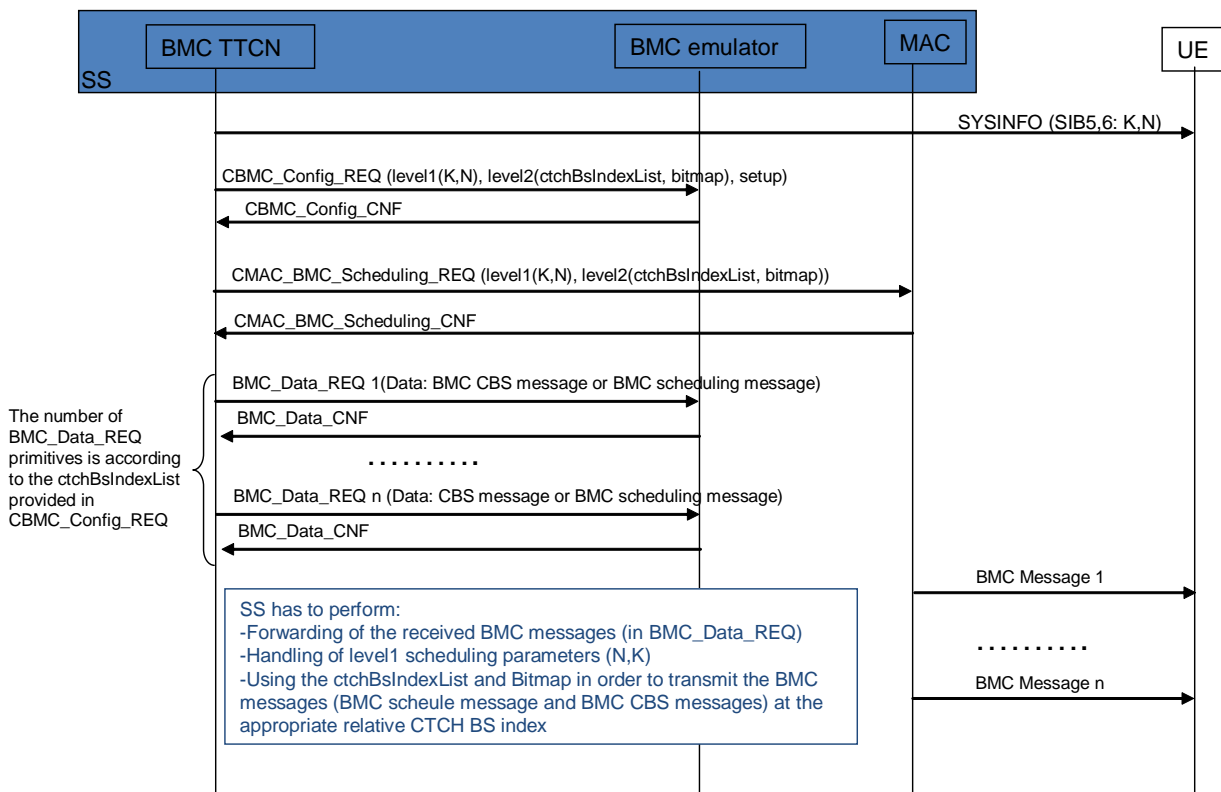 BMC TTCN
BMC emulator
MAC
UE
SS
SYSINFO (SIB5,6: K,N)
CBMC_Config_REQ (level1(K,N), level2(ctchBsIndexList, bitmap), setup)
CBMC_Config_CNF
CMAC_BMC_Scheduling_REQ (level1(K,N), level2(ctchBsIndexList, bitmap))
CMAC_BMC_Scheduling_CNF
BMC_Data_REQ 1(Data: BMC CBS message or BMC scheduling message)
BMC_Data_CNF
..........
BMC_Data_REQ n (Data: CBS message or BMC scheduling message)
BMC_Data_CNF
The number of
BMC_Data_REQ
primitives is according
to the ctchBsIndexList
provided in
CBMC_Config_REQ
BMC Message 1
..........
BMC Message n
SS has to perform:
-Forwarding of the received BMC messages (in BMC_Data_REQ)
-Handling of level1 scheduling parameters (N,K)
-Using the ctchBsIndexList and Bitmap in order to transmit the BMC
messages (BMC scheule message and BMC CBS messages) at the
appropriate relative CTCH BS index